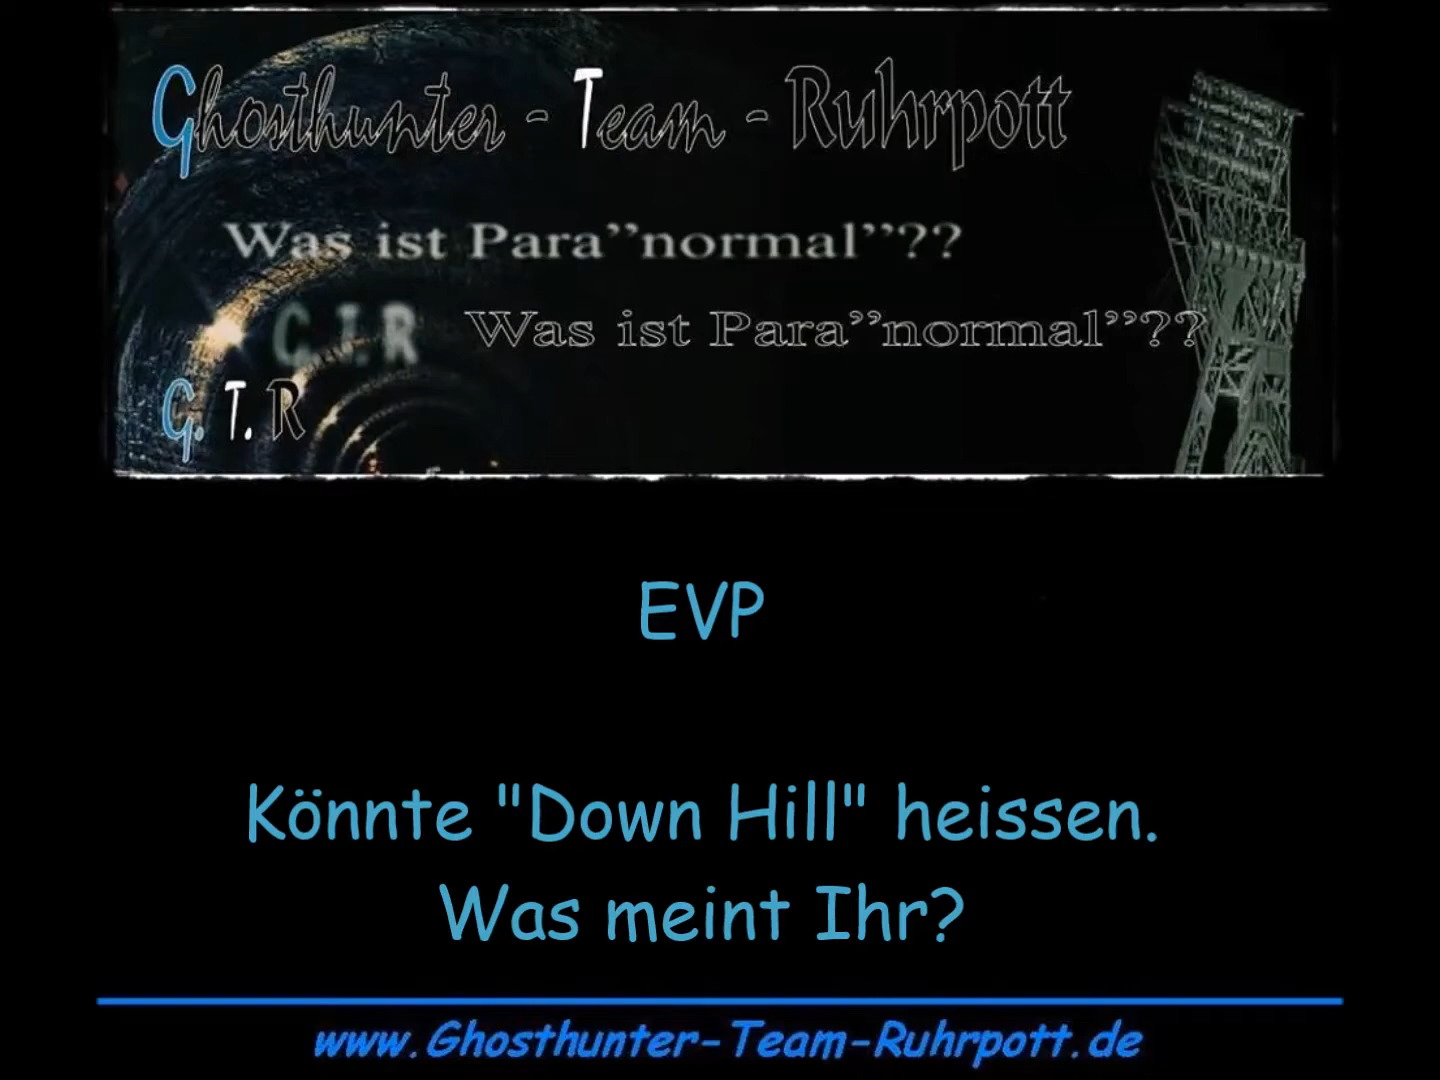 Ghosthunter - Team - Ruhrpott
Was ist Para”normal”??
G.T.R Was ist Para”normal”??
G. T. R
EVP
Könnte "Down Hill" heissen.
Was meint Ihr?
www.Ghosthunter-Team-Ruhrpott.de